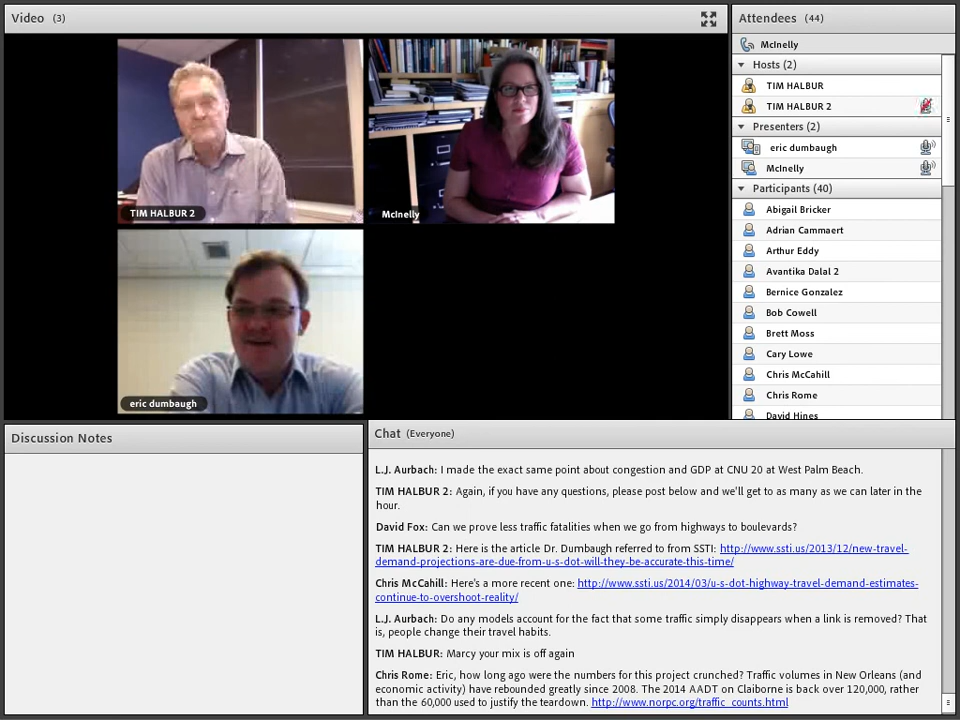 Video (3)
TIM HALBUR 2
McInelly
eric dumbaugh
Attendees (44)
McInelly
Hosts (2)
TIM HALBUR
TIM HALBUR 2
Presenters (2)
eric dumbaugh
McInelly
Participants (40)
Abigail Bricker
Adrian Cammaert
Arthur Eddy
Avantika Dalal 2
Bernice Gonzalez
Bob Cowell
Brett Moss
Cary Lowe
Chris McCahill
Chris Rome
David Hines
Discussion Notes
Chat (Everyone)
L.J. Aurbach: I made the exact same point about congestion and GDP at CNU 20 at West Palm Beach.
TIM HALBUR 2: Again, if you have any questions, please post below and we'll get to as many as we can later in the
hour.
David Fox: Can we prove less traffic fatalities when we go from highways to boulevards?
TIM HALBUR 2: Here is the article Dr. Dumbaugh referred to from SSTI: http://www.ssti.us/2013/12/new-travel-
demand-projections-are-due-from-u-s-dot-will-they-be-accurate-this-time/
Chris McCahill: Here's a more recent one: http://www.ssti.us/2014/03/u-s-dot-highway-travel-demand-estimates-
continue-to-overshoot-reality/
L.J. Aurbach: Do any models account for the fact that some traffic simply disappears when a link is removed? That
is, people change their travel habits.
TIM HALBUR: Marcy your mix is off again
Chris Rome: Eric, how long ago were the numbers for this project crunched? Traffic volumes in New Orleans (and
economic activity) have rebounded greatly since 2008. The 2014 AADT on Claiborne is back over 120,000, rather
than the 60,000 used to justify the teardown. http://www.norpc.org/traffic_counts.html